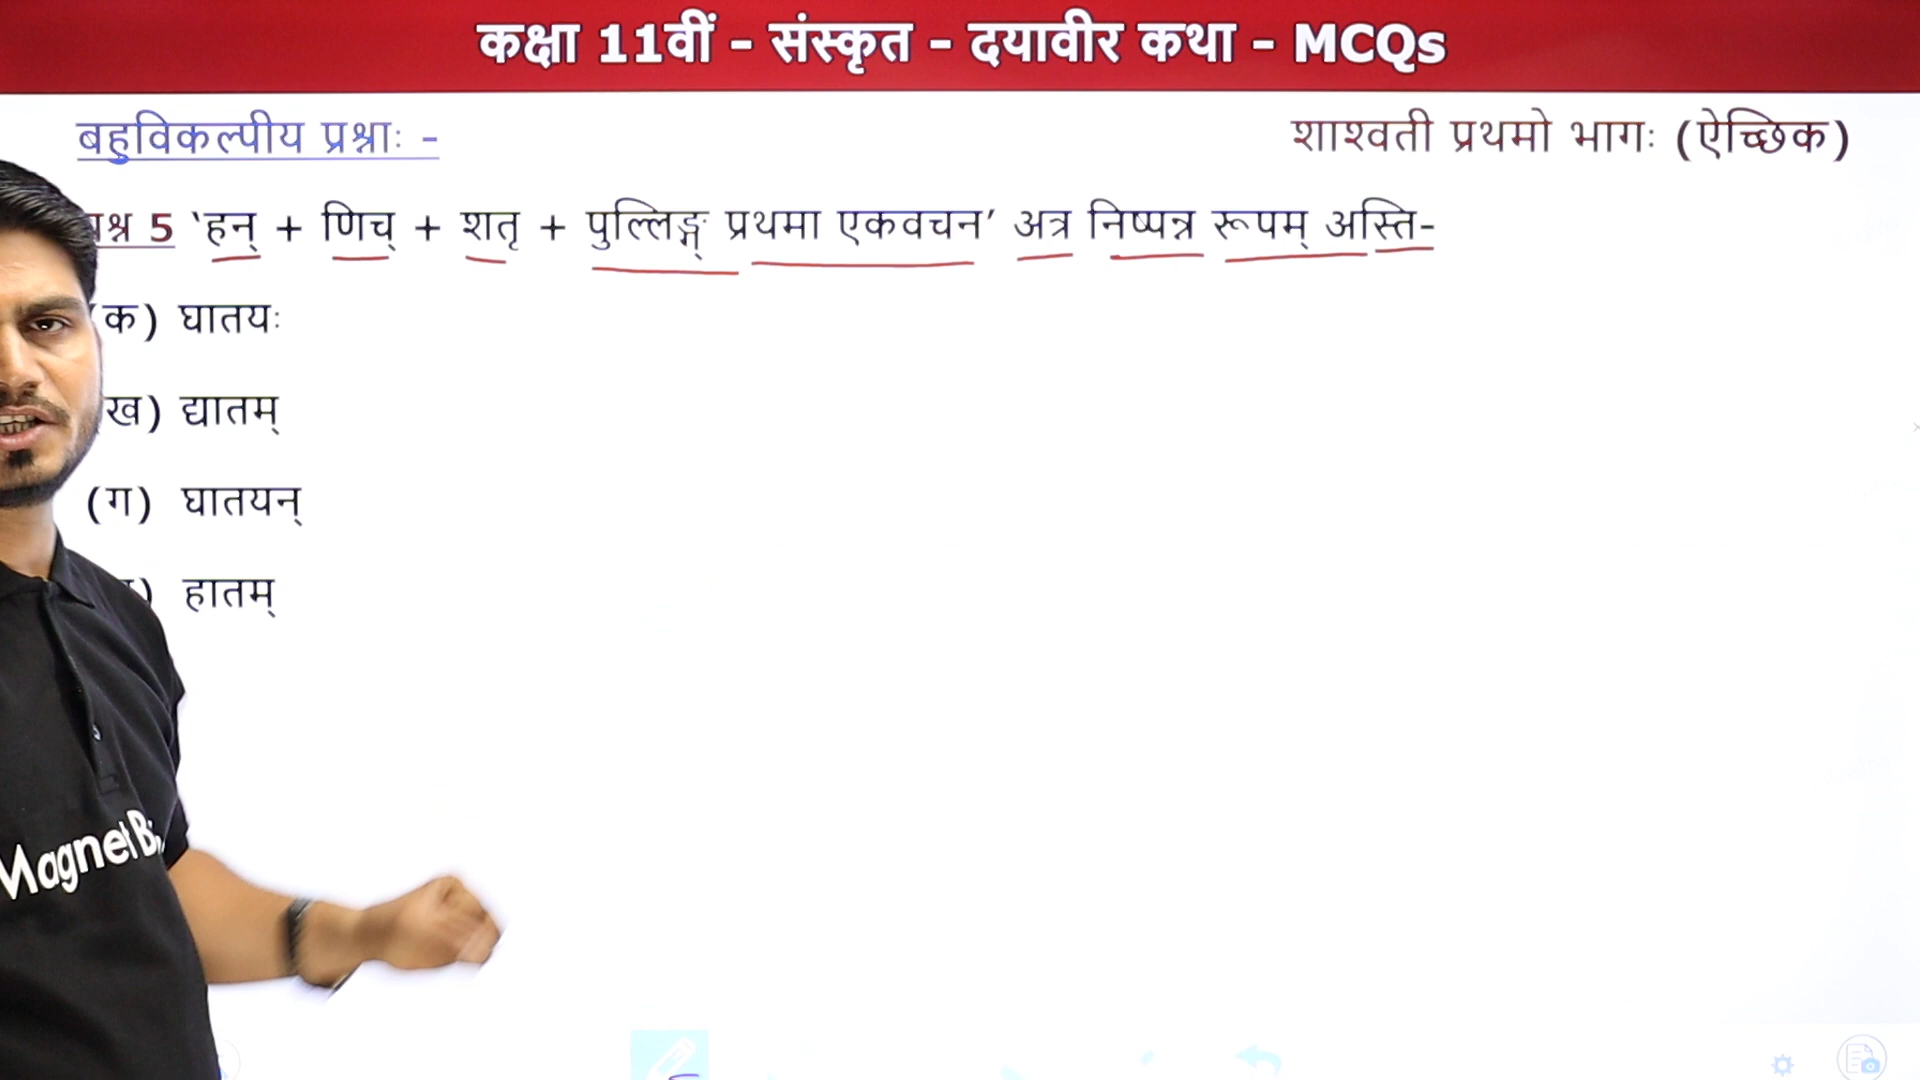 कक्षा 11वीं - संस्कृत - दयावीर कथा - MCQs
बहुविकल्पीय प्रश्नाः -
शाश्वती प्रथमो भागः (ऐच्छिक)
5 'हन् + णिच् + शतृ + पुल्लिङ्ग् प्रथमा एकवचन' अत्र निष्पन्न रूपम् अस्ति-
(क) घातयः
ख) द्यातम्
(ग) घातयन्
) हातम्
Magnet